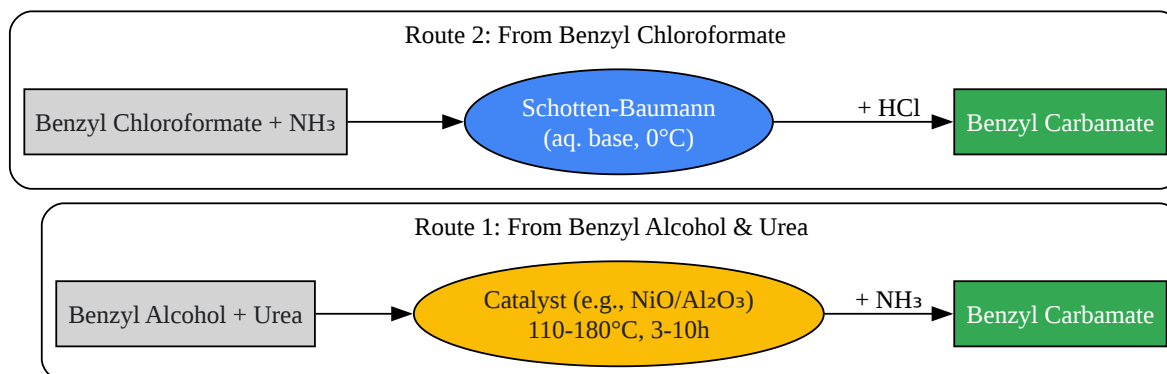 Route 2: From Benzyl Chloroformate
Benzyl Chloroformate + NH₃
Schotten-Baumann
(aq. base, 0°C)
+ HCl
Benzyl Carbamate
Route 1: From Benzyl Alcohol & Urea
Benzyl Alcohol + Urea
Catalyst (e.g., NiO/Al₂O₃)
110-180°C, 3-10h
+ NH₃
Benzyl Carbamate